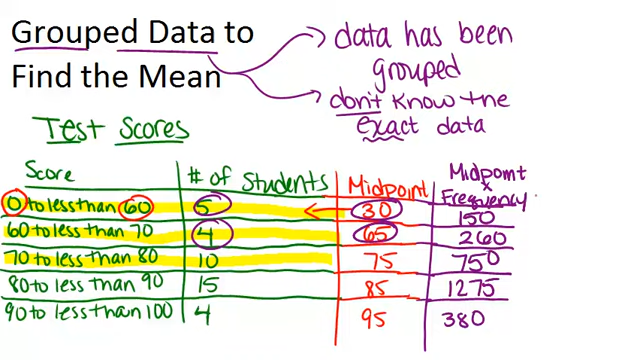 Grouped Data to
Find the Mean
data has been
grouped
don't know the
exact data
Test Scores
Score # of Students Midpoint Midpoint x Frequency
0 to less than 60 5 30 150
60 to less than 70 4 65 260
70 to less than 80 10 75 750
80 to less than 90 15 85 1275
90 to less than 100 4 95 380